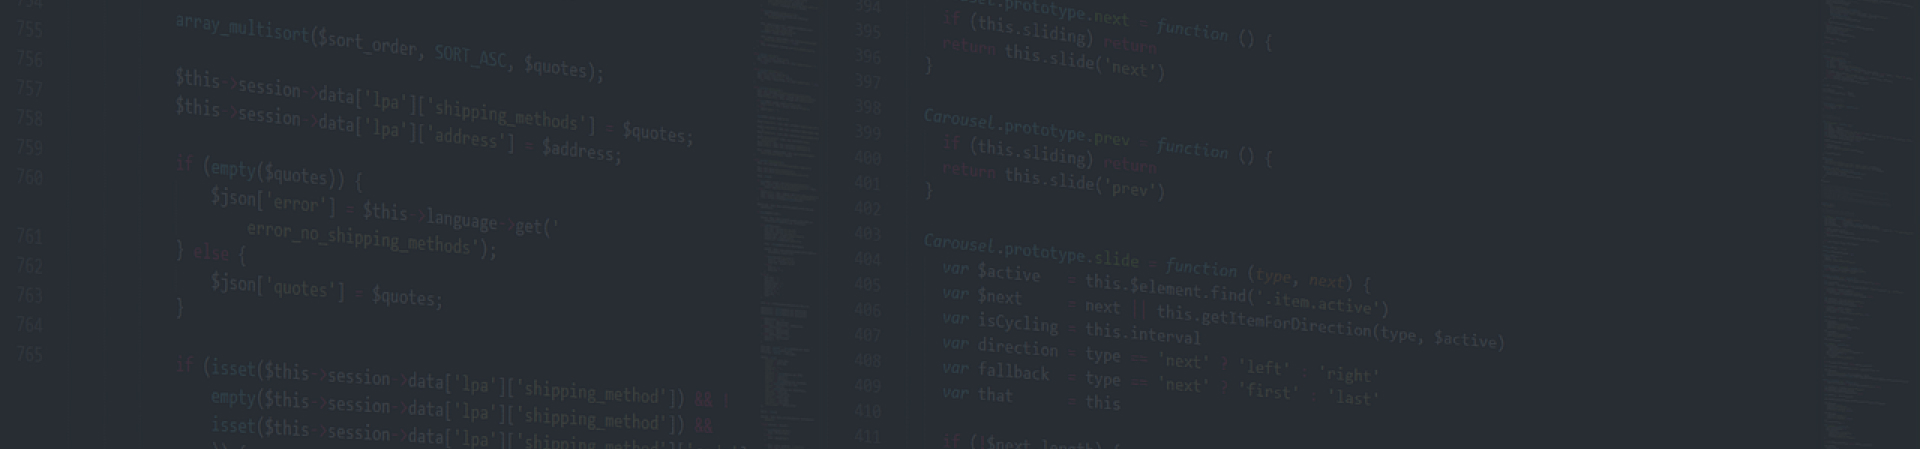 754
755 array_multisort($sort_order, SORT_ASC, $quotes);
756
757 $this->session->data['lpa']['shipping_methods'] = $quotes;
758 $this->session->data['lpa']['address'] = $address;
759
760 if (empty($quotes)) {
$json['error'] = $this->language->get('
761 error_no_shipping_methods');
762 } else {
763 $json['quotes'] = $quotes;
764 }
765
if (isset($this->session->data['lpa']['shipping_method']) &&
empty($this->session->data['lpa']['shipping_method']) &&
isset($this->session->data['lpa']['shipping_method']
394 Carousel.prototype.next = function () {
395 if (this.sliding) return
396 return this.slide('next')
397 }
398
399 Carousel.prototype.prev = function () {
400 if (this.sliding) return
401 return this.slide('prev')
402 }
403
404 Carousel.prototype.slide = function (type, next) {
405 var $active = this.$element.find('.item.active')
406 var $next = next || this.getItemForDirection(type, $active)
407 var isCycling = this.interval
408 var direction = type == 'next' ? 'left' : 'right'
409 var fallback = type == 'next' ? 'first' : 'last'
410 var that = this
411
if (!$next.length) {